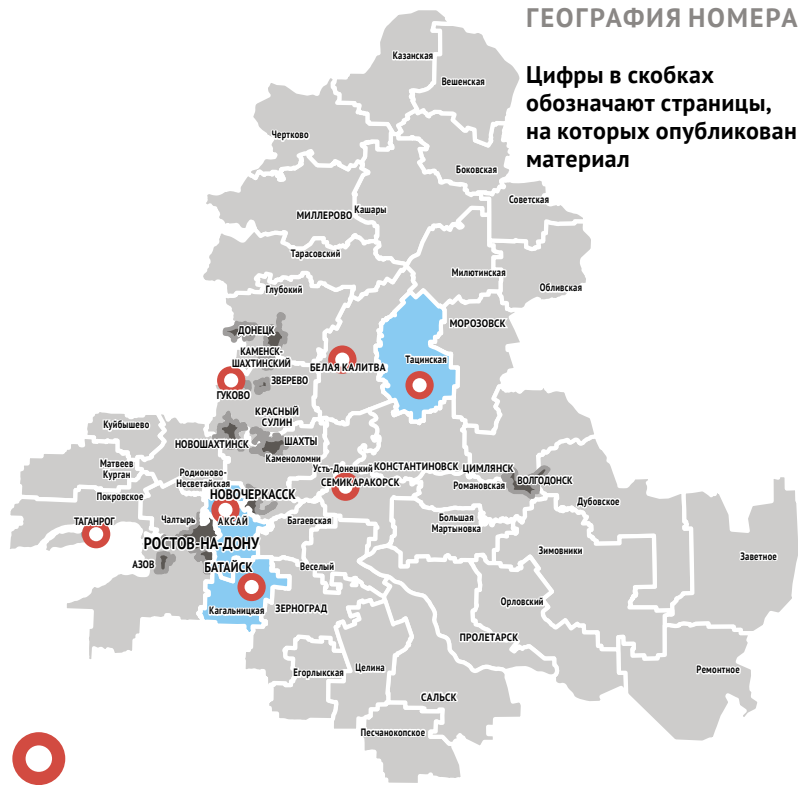 ГЕОГРАФИЯ НОМЕРА
Цифры в скобках
обозначают страницы,
на которых опубликован
материал
Казанская
Вешенская
Чертково
Боковская
Советская
Кашары
МИЛЛЕРОВО
Тарасовский
Милютинская
Обливская
Глубокий
МОРОЗОВСК
ДОНЕЦК
КАМЕНСК-
ШАХТИНСКИЙ
Тацинская
БЕЛАЯ КАЛИТВА
ЗВЕРЕВО
ГУКОВО
КРАСНЫЙ
СУЛИН
Куйбышево
НОВОШАХТИНСК
ШАХТЫ
Каменоломни
Матвеев
Курган
Родионово-
Несветайская
Усть-Донецкий
КОНСТАНТИНОВСК
ЦИМЛЯНСК
ВОЛГОДОНСК
СЕМИКАРАКОРСК
Романовская
Покровское
НОВОЧЕРКАССК
Дубовское
ТАГАНРОГ
Чалтырь
АКСАЙ
Багаевская
Большая
Мартыновка
РОСТОВ-НА-ДОНУ
Зимовники
Заветное
АЗОВ
БАТАЙСК
Веселый
Орловский
Кагальницкая
ЗЕРНОГРАД
ПРОЛЕТАРСК
Егорлыкская
Целина
Ремонтное
САЛЬСК
Песчанокопское